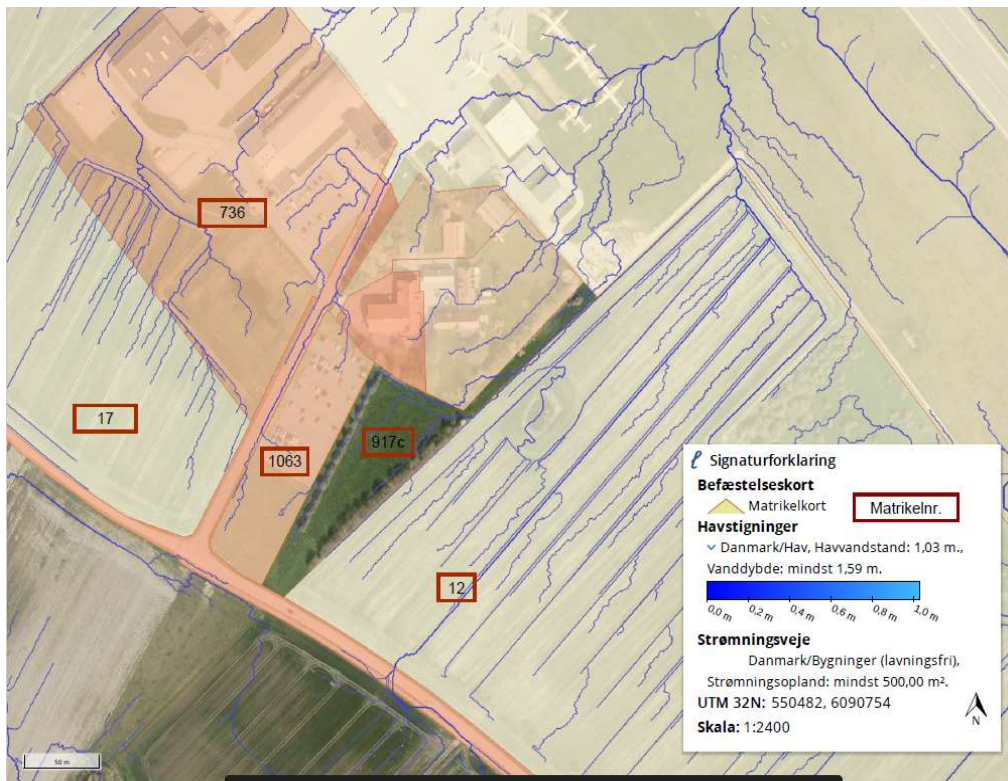 736
17
1063
917c
12
Signaturforklaring
Befæstelseskort
Matrikelkort
Matrikelnr.
Havstigninger
Danmark/Hav, Havvandstand: 1,03 m.,
Vanddybde: mindst 1,59 m.
0,0 m 0,2 m 0,4 m 0,6 m 0,8 m 1,0 m
Strømningsveje
Danmark/Bygninger (lavningsfri),
Strømningsopland: mindst 500,00 m².
UTM 32N: 550482, 6090754
Skala: 1:2400
N
50 m